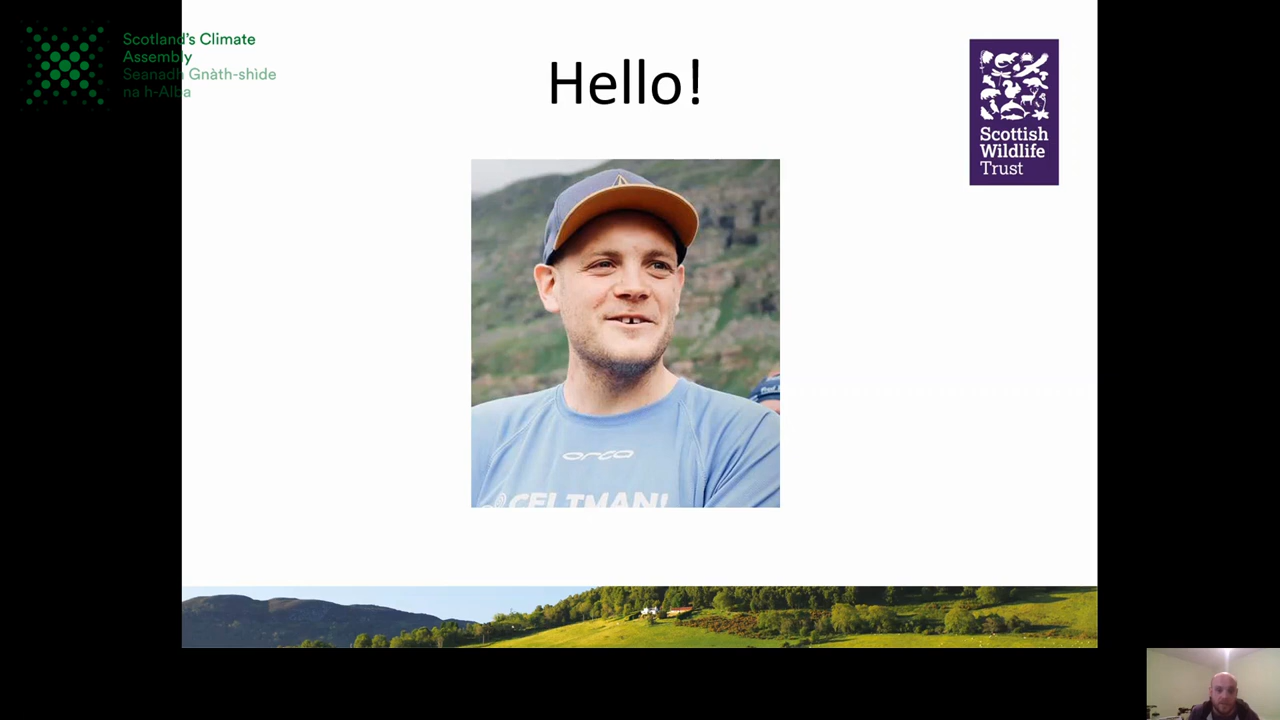 Scotland's Climate
Assembly
Seanadh Gnàth-shìde
na h-Alba
Hello!
Scottish
Wildlife
Trust
orca
CELTMAN!